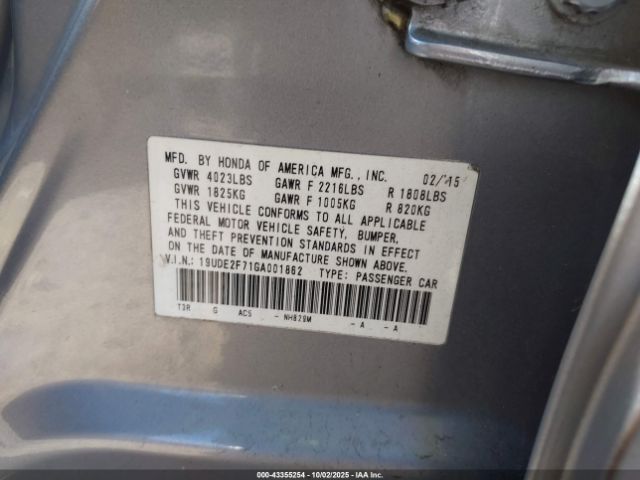 MFD. BY HONDA OF AMERICA MFG., INC. 02/15
GVWR 4023LBS GAWR F 2216LBS R 1808LBS
GVWR 1825KG GAWR F 1005KG R 820KG
THIS VEHICLE CONFORMS TO ALL APPLICABLE
FEDERAL MOTOR VEHICLE SAFETY, BUMPER,
AND THEFT PREVENTION STANDARDS IN EFFECT
ON THE DATE OF MANUFACTURE SHOWN ABOVE.
V.I.N.: 19UDE2F71GA001862 TYPE: PASSENGER CAR
T3R G AC5 - NH829M - A - A
000-43355254 | 10/02/2025 | IAA Inc.